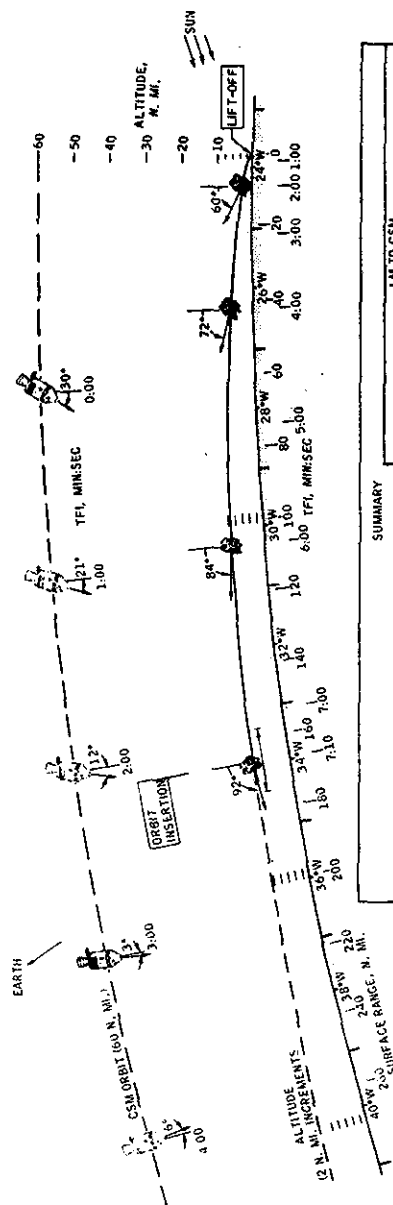 SUN
ALTITUDE,
N. MI.
60
50
40
30
20
10
LIFT-OFF
24°W
0
1:00
2:00
20
3:00
26°W
40
4:00
60
28°W
5:00
80
30°W
100
6:00
120
32°W
140
7:00
160
34°W
7:10
180
36°W
200
220
38°W
240
40°W
SURFACE RANGE, N. MI.
TFI, MIN:SEC
60°
72°
84°
92°
ORBIT
INSERTION
ALTITUDE
INCREMENTS
(2 N. MI.
30°
0:00
TFI, MIN:SEC
21°
1:00
12°
2:00
3°
3:00
6°
4:00
CSM ORBIT (60 N. MI.)
EARTH
SUMMARY
LM TO CSM